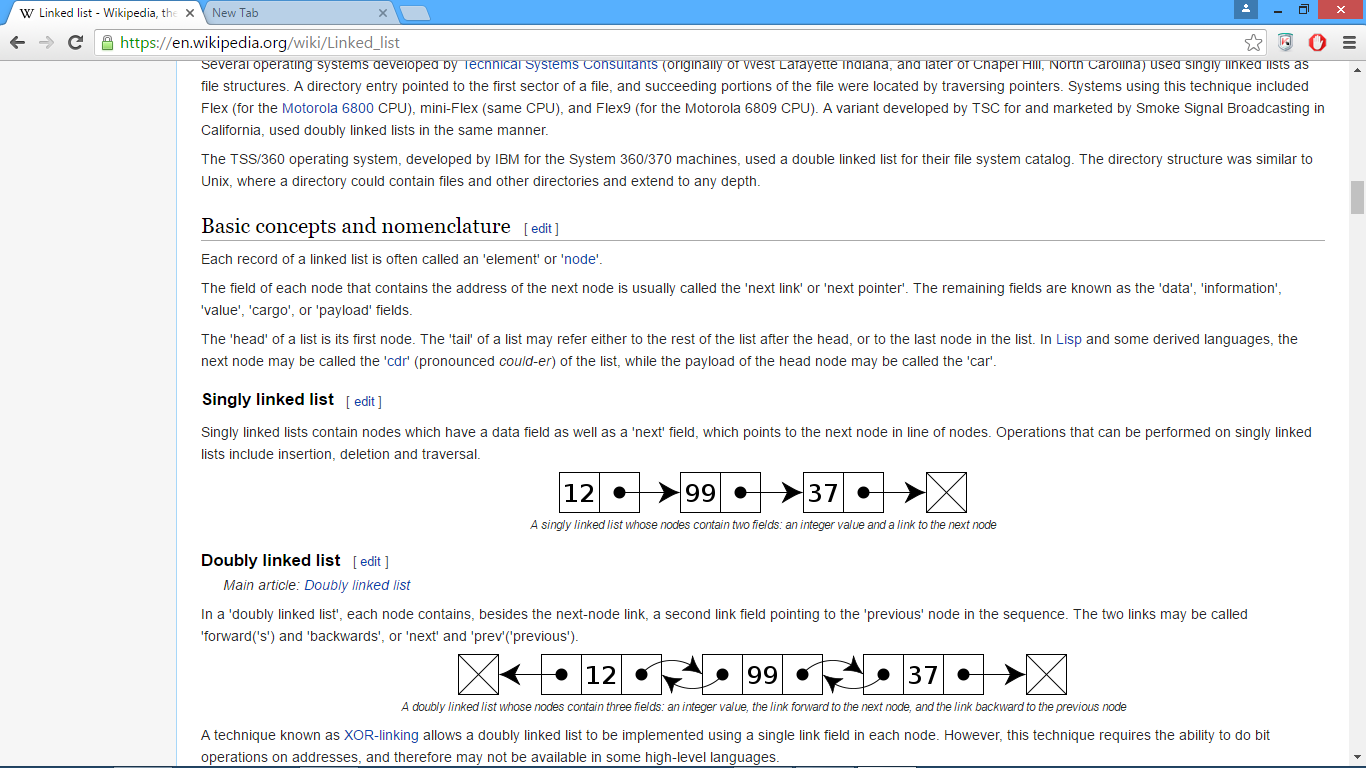 Linked list - Wikipedia, the
New Tab
https://en.wikipedia.org/wiki/Linked_list
Several operating systems developed by Technical Systems Consultants (originally of West Lafayette Indiana, and later of Chapel Hill, North Carolina) used singly linked lists as
file structures. A directory entry pointed to the first sector of a file, and succeeding portions of the file were located by traversing pointers. Systems using this technique included
Flex (for the Motorola 6800 CPU), mini-Flex (same CPU), and Flex9 (for the Motorola 6809 CPU). A variant developed by TSC for and marketed by Smoke Signal Broadcasting in
California, used doubly linked lists in the same manner.
The TSS/360 operating system, developed by IBM for the System 360/370 machines, used a double linked list for their file system catalog. The directory structure was similar to
Unix, where a directory could contain files and other directories and extend to any depth.
Basic concepts and nomenclature [ edit ]
Each record of a linked list is often called an 'element' or 'node'.
The field of each node that contains the address of the next node is usually called the 'next link' or 'next pointer'. The remaining fields are known as the 'data', 'information',
'value', 'cargo', or 'payload' fields.
The 'head' of a list is its first node. The 'tail' of a list may refer either to the rest of the list after the head, or to the last node in the list. In Lisp and some derived languages, the
next node may be called the 'cdr' (pronounced could-er) of the list, while the payload of the head node may be called the 'car'.
Singly linked list [ edit ]
Singly linked lists contain nodes which have a data field as well as a 'next' field, which points to the next node in line of nodes. Operations that can be performed on singly linked
lists include insertion, deletion and traversal.
12 99 37
A singly linked list whose nodes contain two fields: an integer value and a link to the next node
Doubly linked list [ edit ]
Main article: Doubly linked list
In a 'doubly linked list', each node contains, besides the next-node link, a second link field pointing to the 'previous' node in the sequence. The two links may be called
'forward('s') and 'backwards', or 'next' and 'prev'('previous').
12 99 37
A doubly linked list whose nodes contain three fields: an integer value, the link forward to the next node, and the link backward to the previous node
A technique known as XOR-linking allows a doubly linked list to be implemented using a single link field in each node. However, this technique requires the ability to do bit
operations on addresses, and therefore may not be available in some high-level languages.